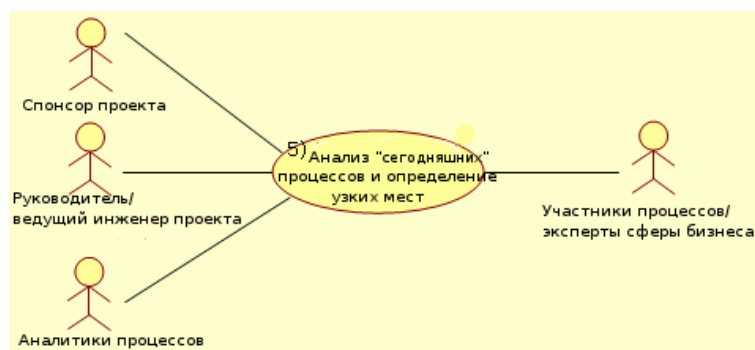 Спонсор проекта
Руководитель/
ведущий инженер проекта
Аналитики процессов
5) Анализ "сегодняшних"
процессов и определение
узких мест
Участники процессов/
эксперты сферы бизнеса